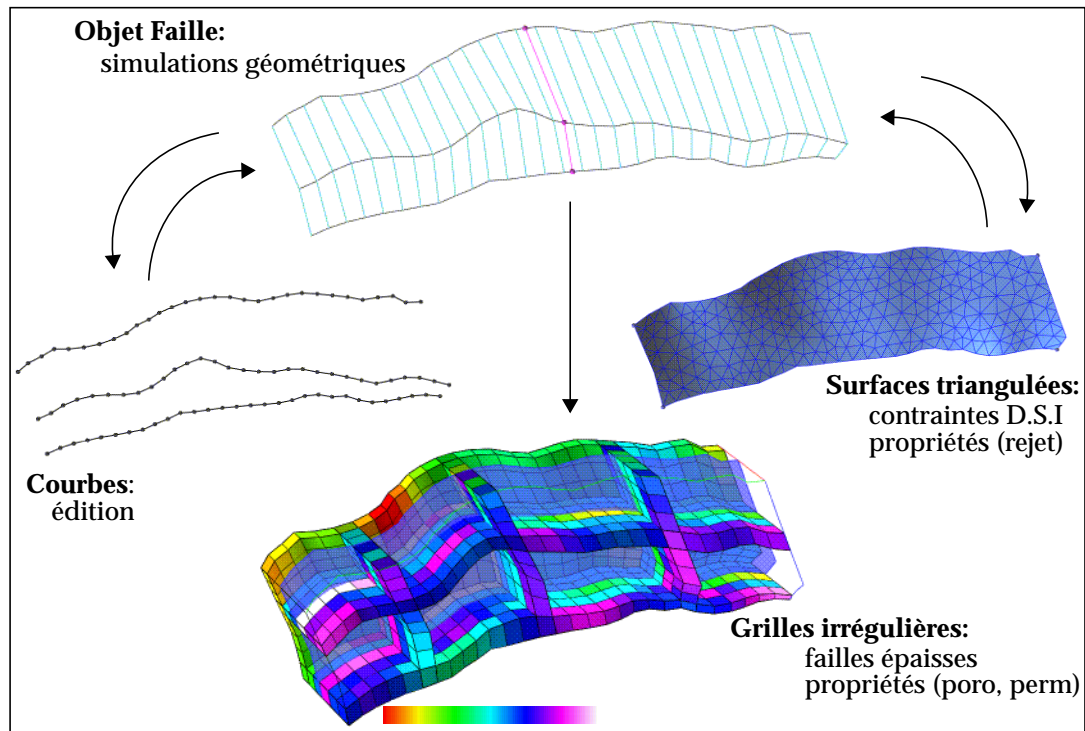 Objet Faille:
simulations géométriques
Surfaces triangulées:
contraintes D.S.I
propriétés (rejet)
Courbes:
édition
Grilles irrégulières:
failles épaisses
propriétés (poro, perm)